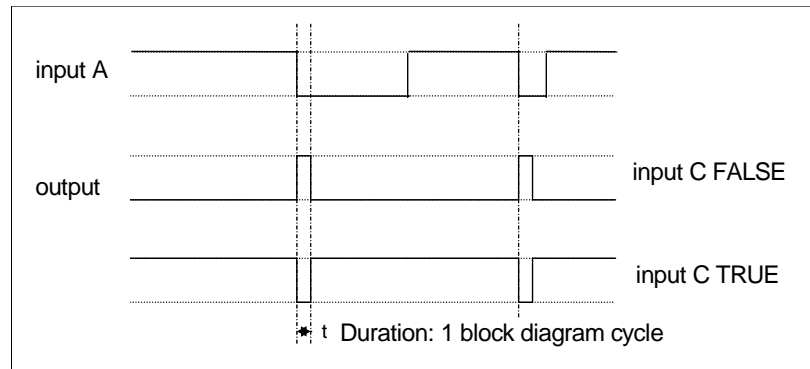 input A
output
input C FALSE
input C TRUE
t Duration: 1 block diagram cycle